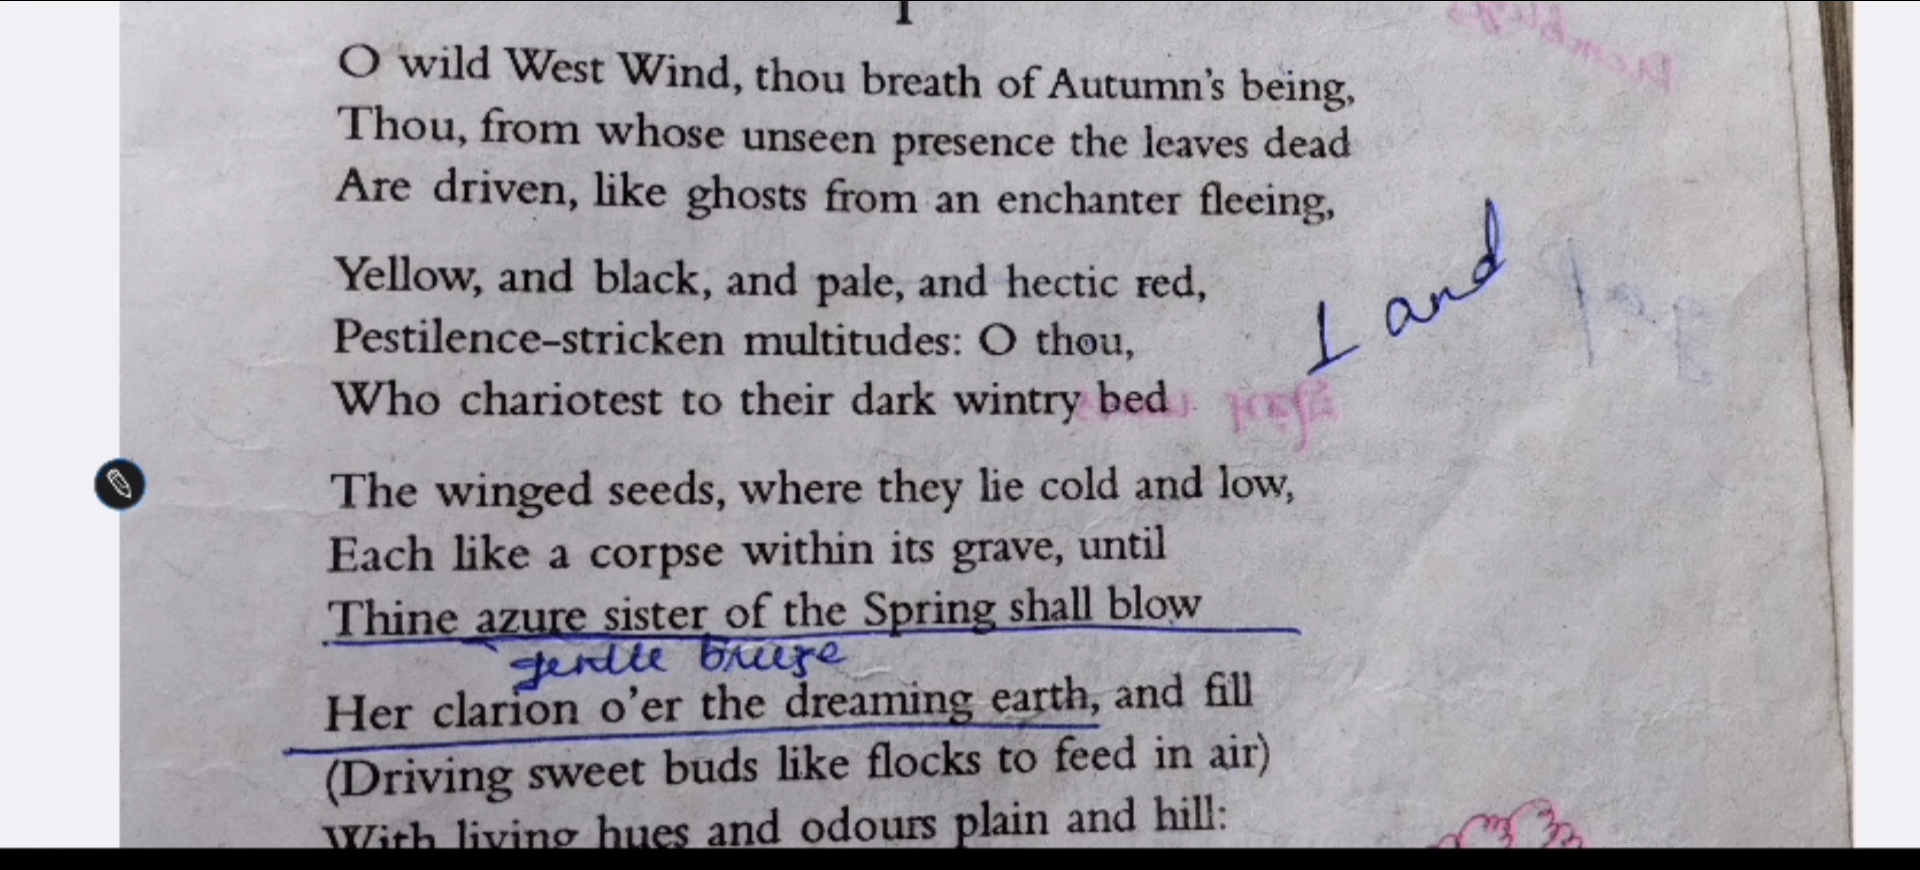 I
O wild West Wind, thou breath of Autumn's being,
Thou, from whose unseen presence the leaves dead
Are driven, like ghosts from an enchanter fleeing,
Yellow, and black, and pale, and hectic red,
Pestilence-stricken multitudes: O thou,
I and
Who chariotest to their dark wintry bed
The winged seeds, where they lie cold and low,
Each like a corpse within its grave, until
Thine azure sister of the Spring shall blow
gentle breeze
Her clarion o'er the dreaming earth, and fill
(Driving sweet buds like flocks to feed in air)
With living hues and odours plain and hill: